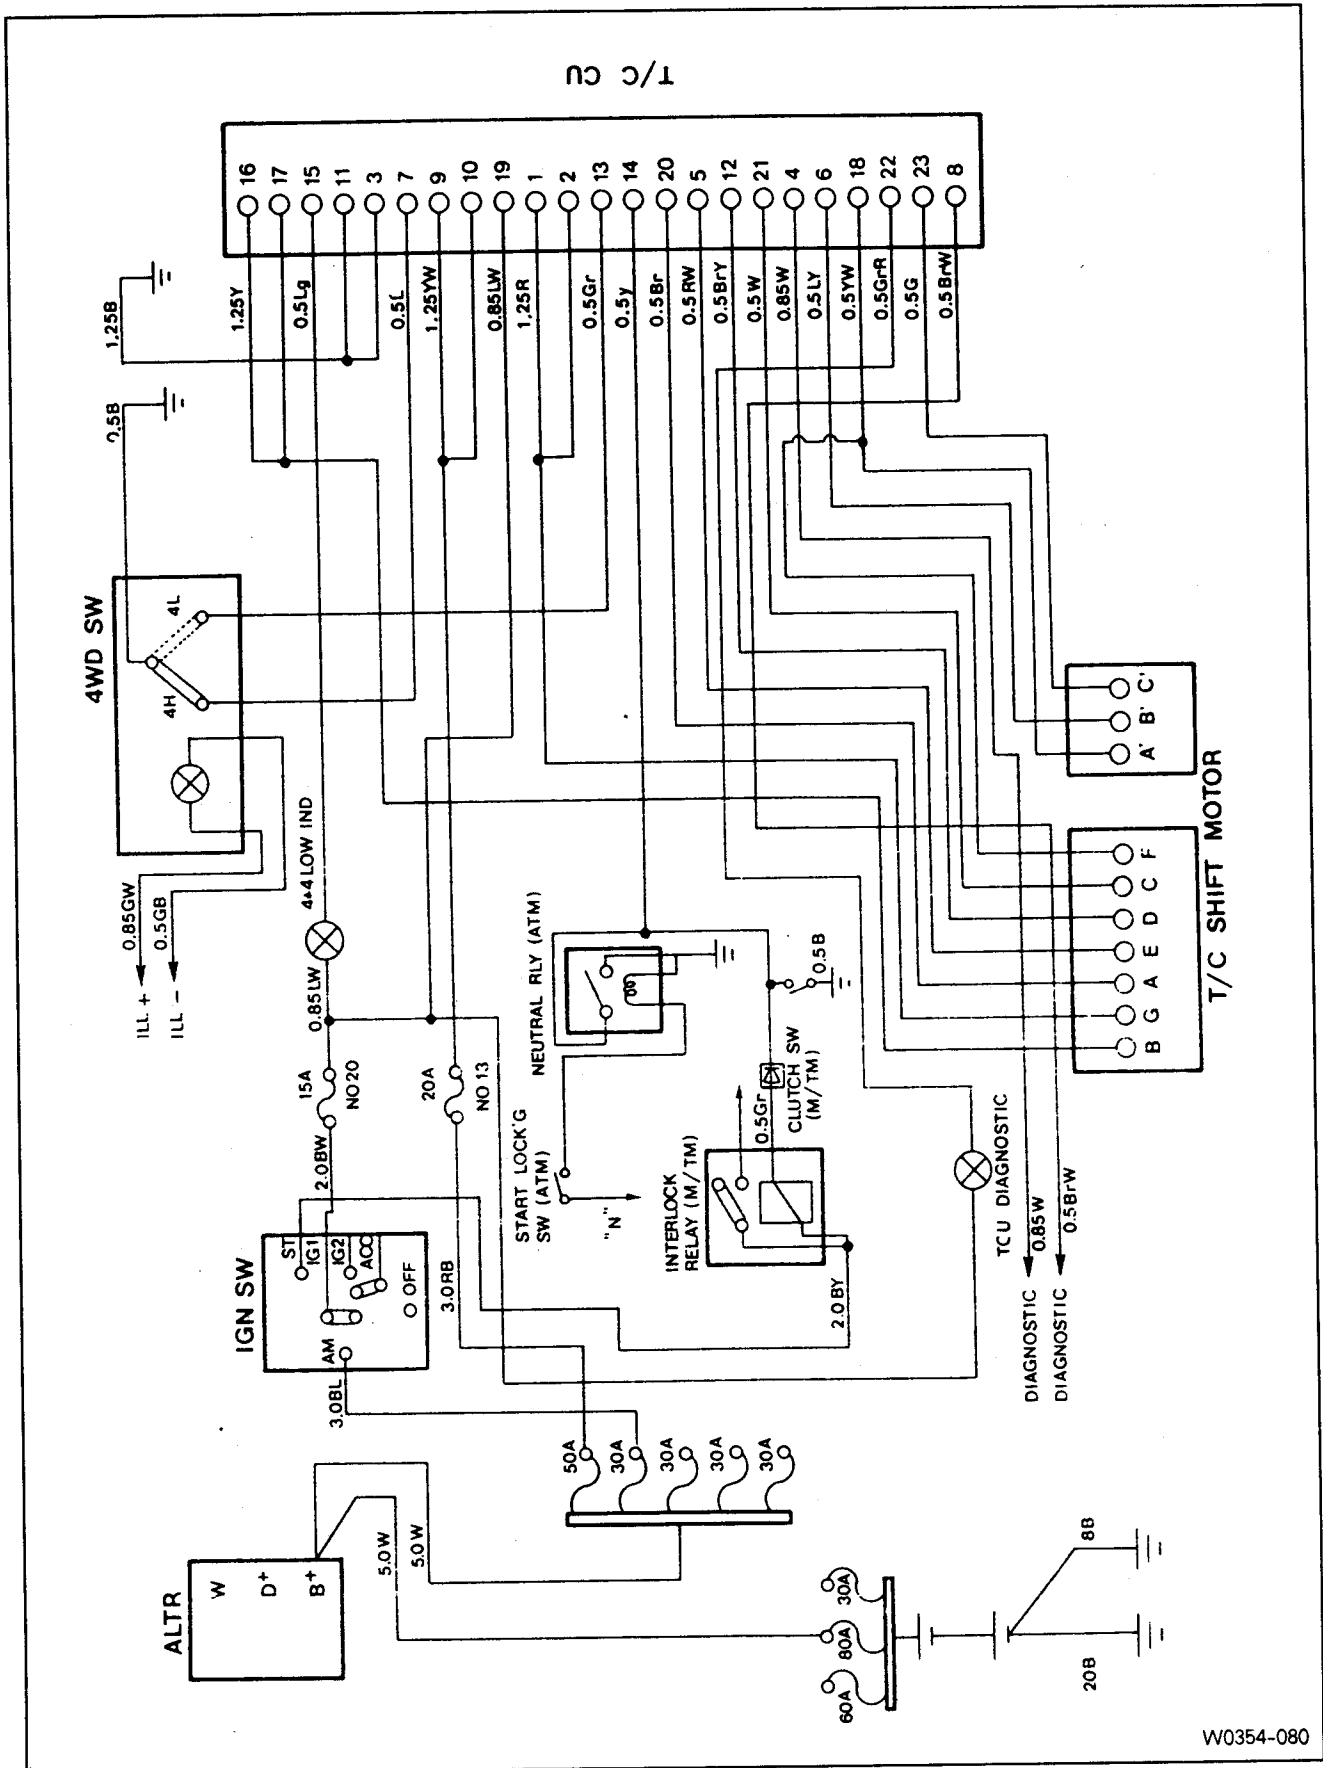 T/C CU
16
17
15
11
3
7
9
10
19
1
2
13
14
20
5
12
21
4
6
18
22
23
8
1.25B
1.25Y
0.5Lg
0.5L
1.25YW
0.85LW
1.25R
0.5Gr
0.5y
0.5Br
0.5RW
0.5BrY
0.5W
0.85W
0.5LY
0.5YW
0.5GrR
0.5G
0.5BrW
0.5B
4WD SW
4L
4H
ILL +
0.85GW
ILL -
0.5GB
4+4 LOW IND
0.85LW
15A
NO20
20A
NO 13
2.0BW
3.0RB
NEUTRAL RLY (ATM)
START LOCK'G
SW (ATM)
"N"
0.5B
CLUTCH SW
(M/TM)
0.5Gr
INTERLOCK
RELAY (M/TM)
2.0BY
IGN SW
ST
IG1
IG2
ACC
OFF
AM
3.0BL
TCU DIAGNOSTIC
DIAGNOSTIC
0.85W
DIAGNOSTIC
0.5BrW
A'
B'
C'
T/C SHIFT MOTOR
B
G
A
E
D
C
F
50A
30A
30A
30A
30A
ALTR
W
D+
B+
5.0W
5.0W
60A
80A
30A
20B
8B
W0354-080